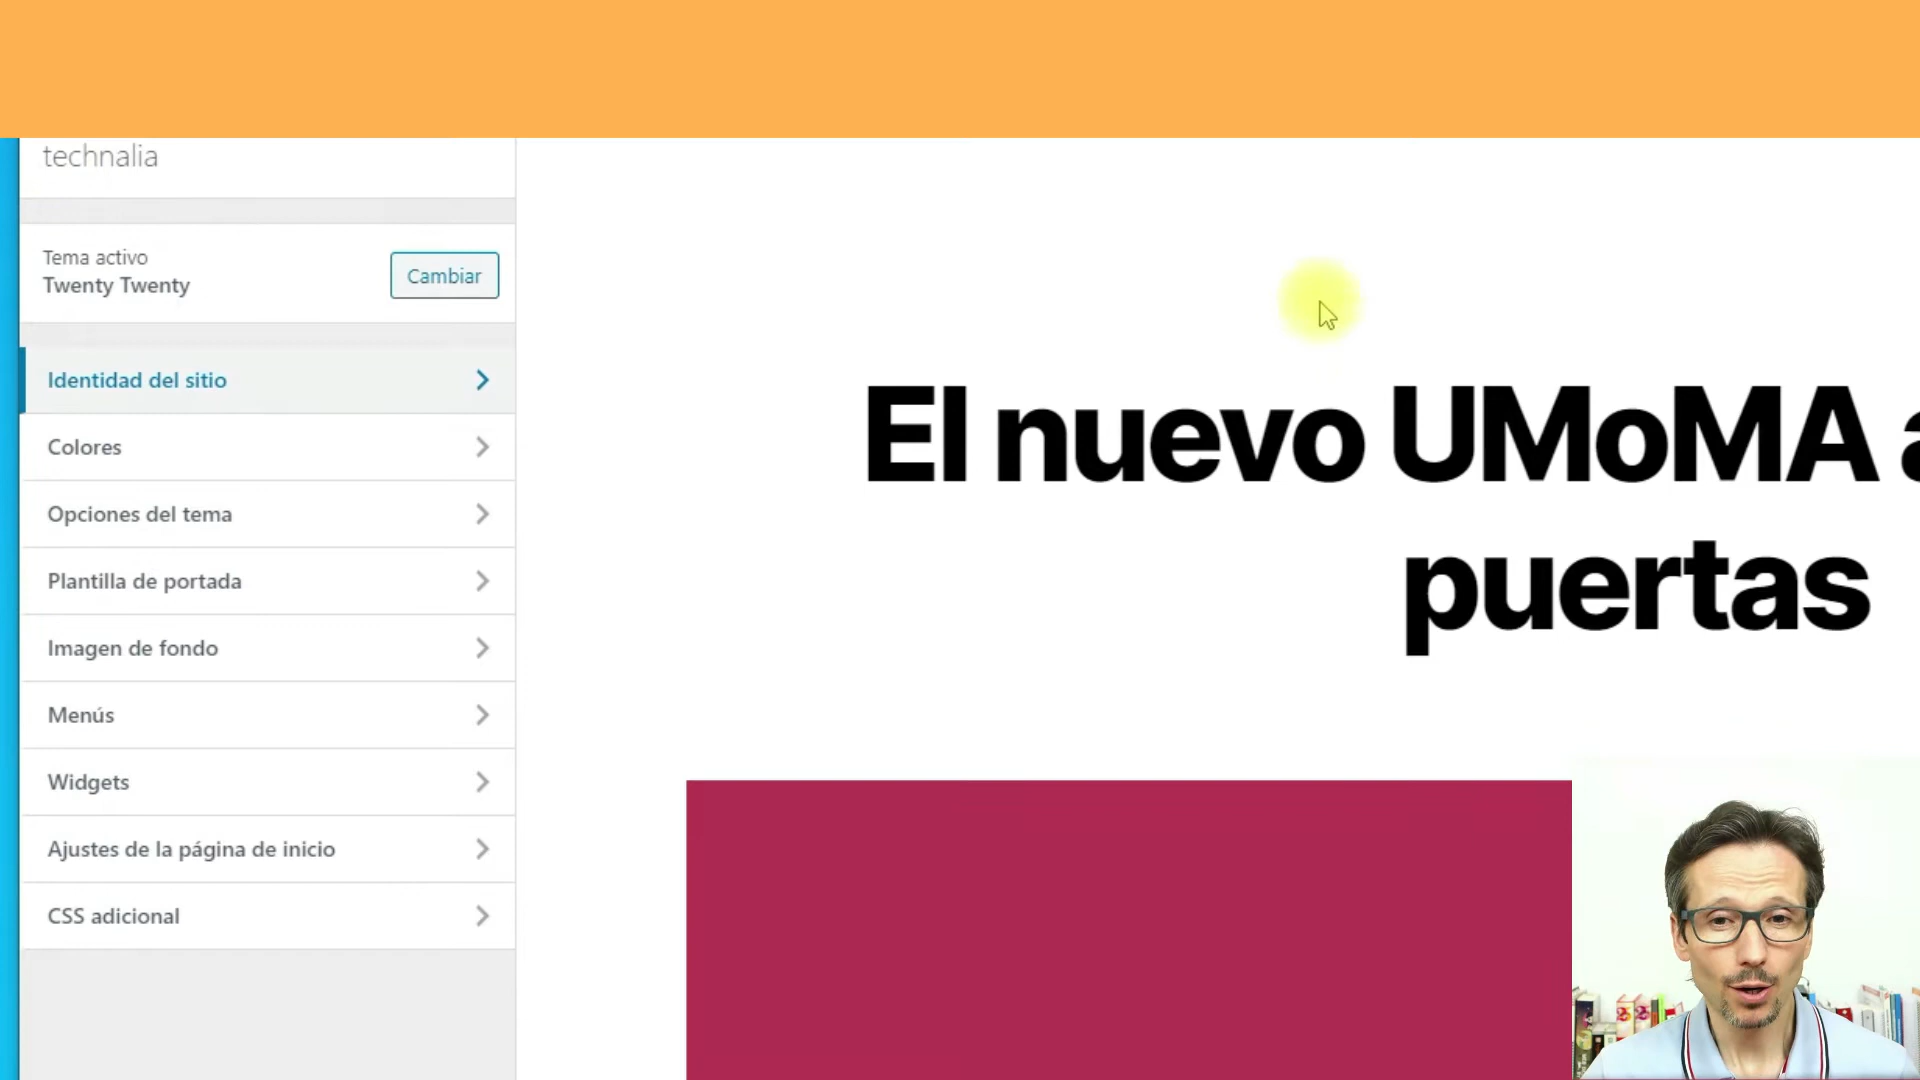 technalia
Tema activo
Twenty Twenty
Cambiar
Identidad del sitio
Colores
Opciones del tema
Plantilla de portada
Imagen de fondo
Menús
Widgets
Ajustes de la página de inicio
CSS adicional
El nuevo UMoMA a
puertas